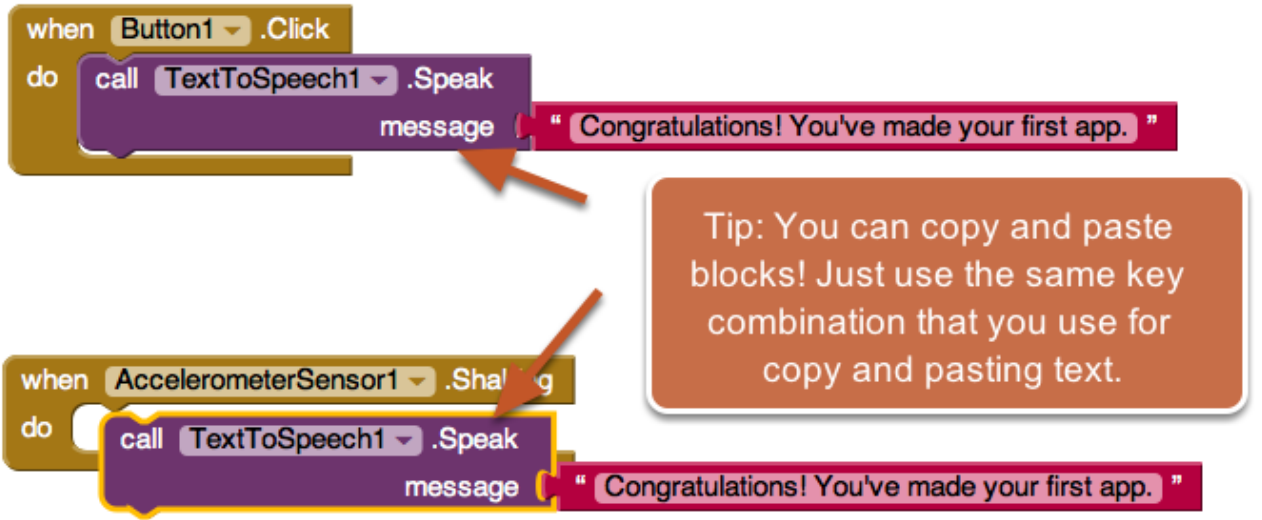 when Button1 .Click
do call TextToSpeech1 .Speak
message " Congratulations! You've made your first app. "
Tip: You can copy and paste
blocks! Just use the same key
combination that you use for
copy and pasting text.
when AccelerometerSensor1
do call TextToSpeech1 .Speak
message " Congratulations! You've made your first app. "